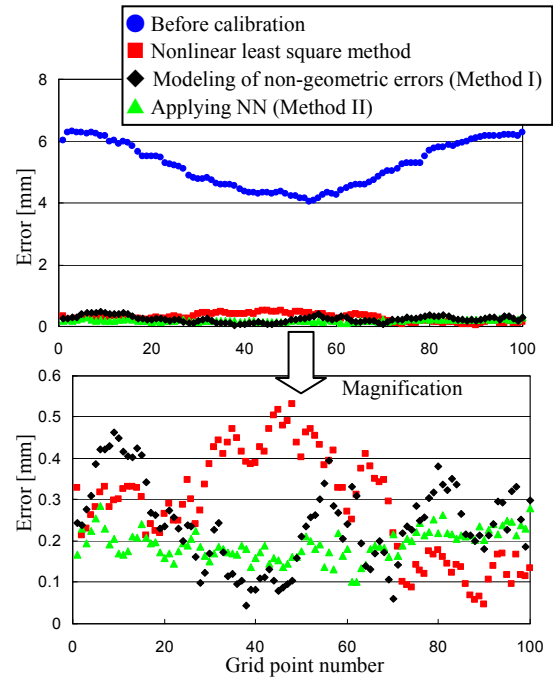 Before calibration
Nonlinear least square method
Modeling of non-geometric errors (Method I)
Applying NN (Method II)
8
6
4
2
0
Error [mm]
0 20 40 60 80 100
Magnification
0.6
0.5
0.4
0.3
0.2
0.1
0
Error [mm]
0 20 40 60 80 100
Grid point number